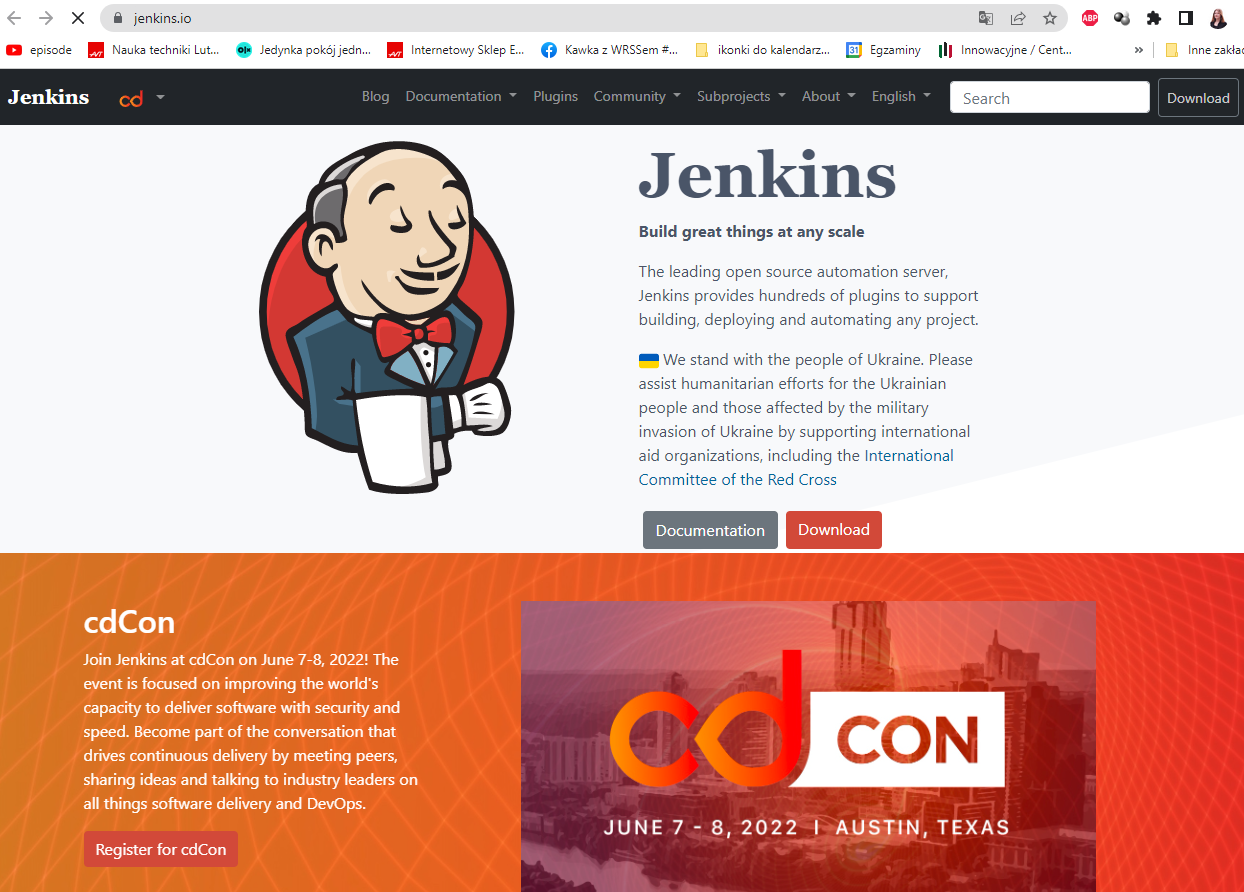 jenkins.io
ABP
episode
Nauka techniki Lut...
Jedynka pokój jedn...
Internetowy Sklep E...
Kawka z WRSSem #...
ikonki do kalendarz...
31
Egzaminy
Innowacyjne / Cent...
»
Inne zakład
Jenkins
cd
Blog
Documentation
Plugins
Community
Subprojects
About
English
Search
Download
Jenkins
Build great things at any scale
The leading open source automation server,
Jenkins provides hundreds of plugins to support
building, deploying and automating any project.
We stand with the people of Ukraine. Please
assist humanitarian efforts for the Ukrainian
people and those affected by the military
invasion of Ukraine by supporting international
aid organizations, including the International
Committee of the Red Cross
Documentation
Download
cdCon
Join Jenkins at cdCon on June 7-8, 2022! The
event is focused on improving the world's
capacity to deliver software with security and
speed. Become part of the conversation that
drives continuous delivery by meeting peers,
sharing ideas and talking to industry leaders on
all things software delivery and DevOps.
Register for cdCon
cd CON
JUNE 7 - 8, 2022 | AUSTIN, TEXAS